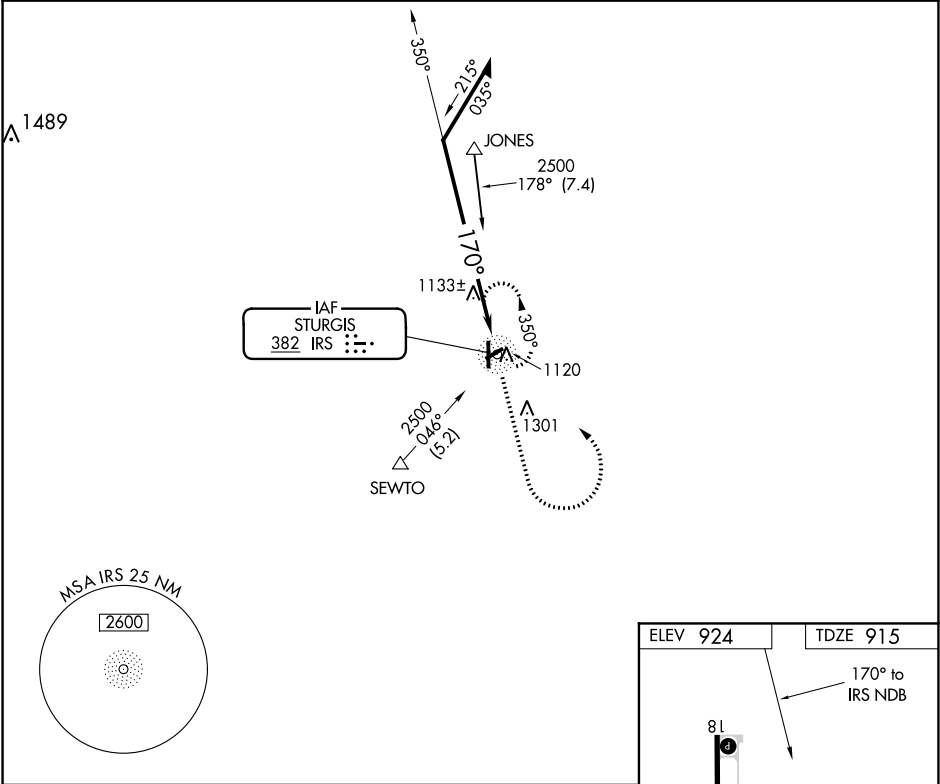 350°
215°
035°
1489
JONES
2500
178° (7.4)
170°
1133±
350°
IAF
STURGIS
382 IRS
1120
1301
2500
046°
(5.2)
SEWTO
MSA IRS 25 NM
2600
ELEV 924
TDZE 915
170° to
IRS NDB
18
P